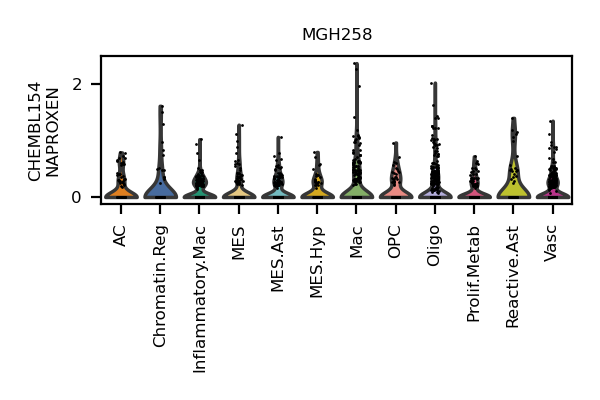 MGH258
CHEMBL154
NAPROXEN
2
0
AC
Chromatin.Reg
Inflammatory.Mac
MES
MES.Ast
MES.Hyp
Mac
OPC
Oligo
Prolif.Metab
Reactive.Ast
Vasc